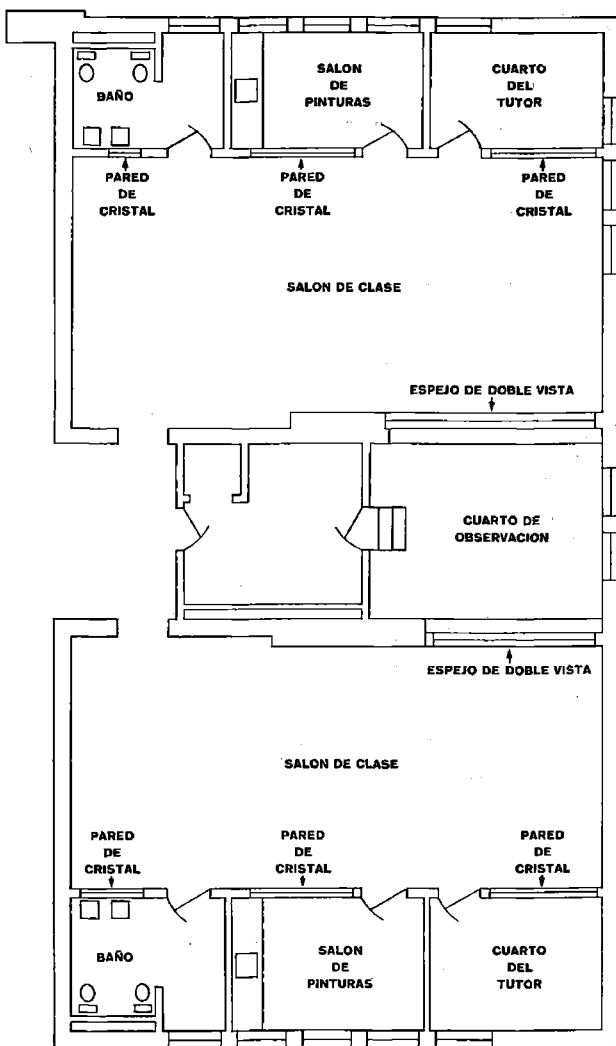 BAÑO
SALON
DE
PINTURAS
CUARTO
DEL
TUTOR
PARED
DE
CRISTAL
PARED
DE
CRISTAL
PARED
DE
CRISTAL
SALON DE CLASE
ESPEJO DE DOBLE VISTA
CUARTO DE
OBSERVACION
ESPEJO DE DOBLE VISTA
SALON DE CLASE
PARED
DE
CRISTAL
PARED
DE
CRISTAL
PARED
DE
CRISTAL
BAÑO
SALON
DE
PINTURAS
CUARTO
DEL
TUTOR